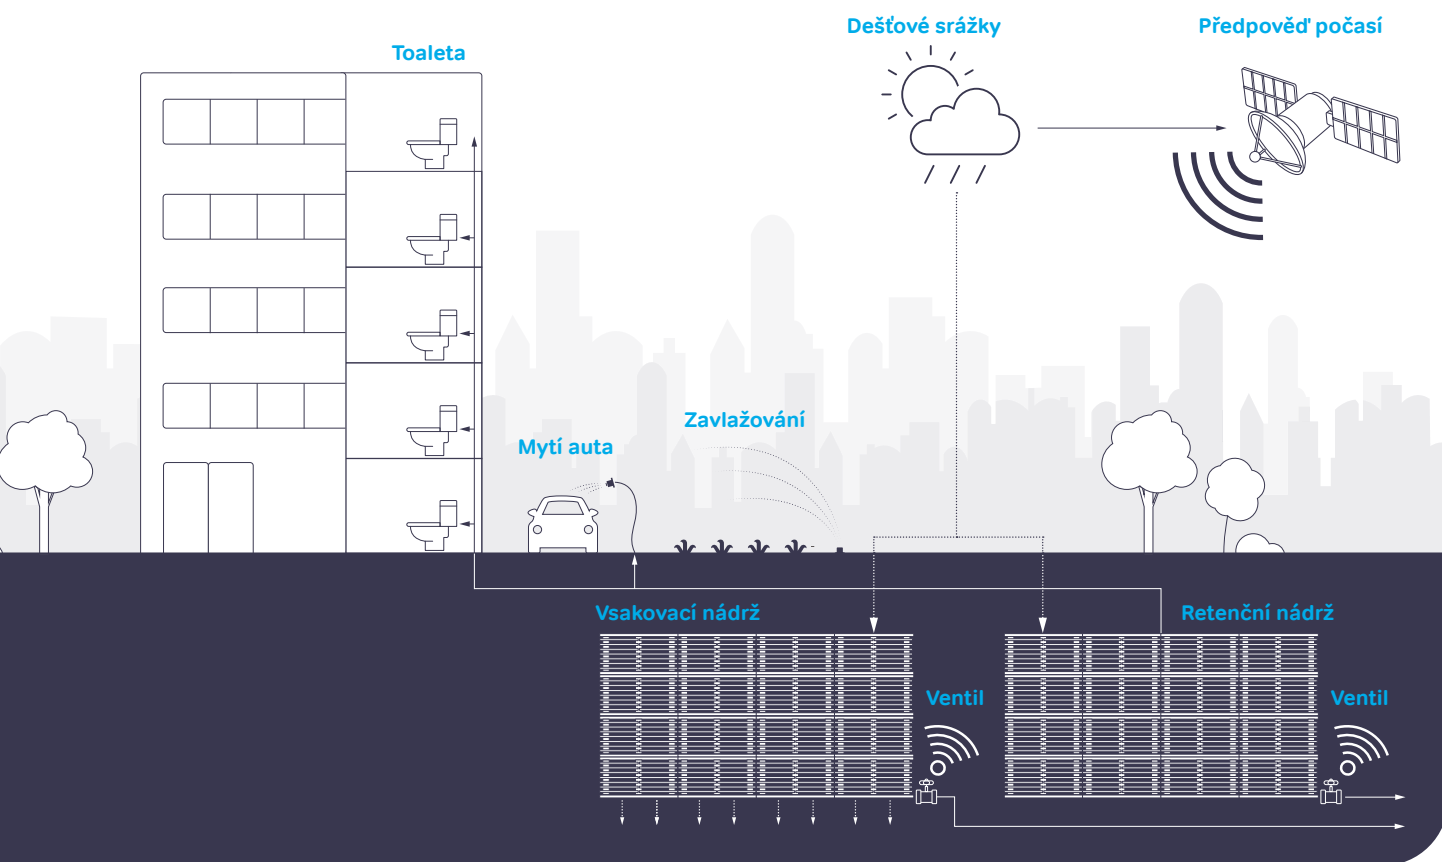 Dešťové srážky
Předpověď počasí
Toaleta
Zavlažování
Mytí auta
Vsakovací nádrž
Retenční nádrž
Ventil
Ventil